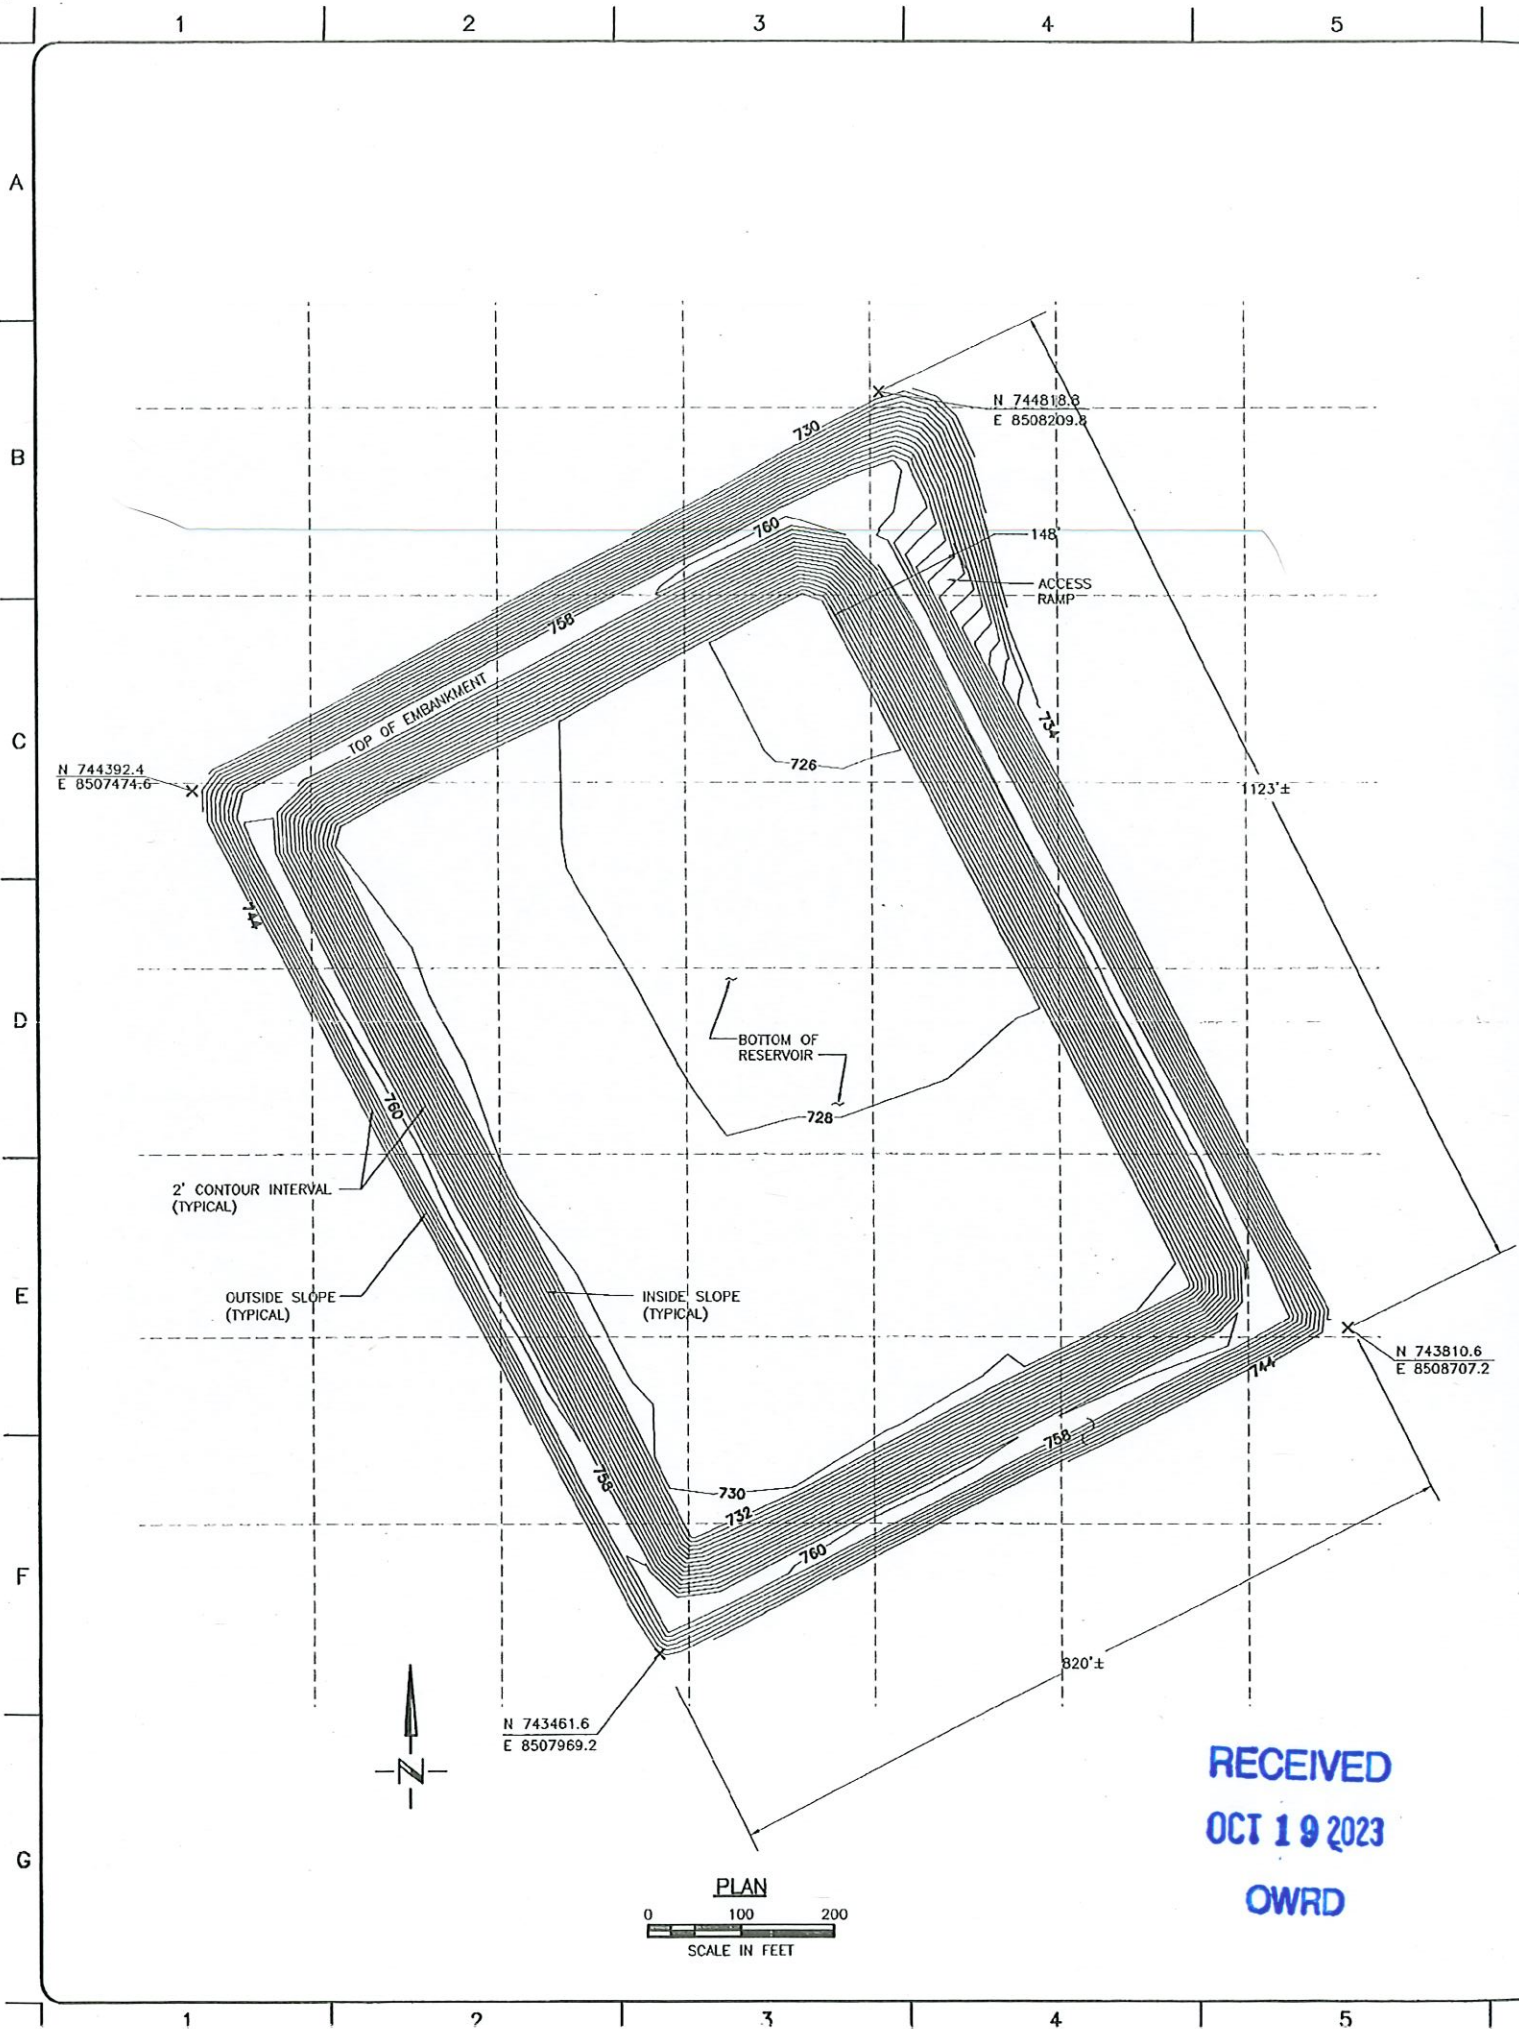 1 2 3 4 5
A
N 744818.8
E 8508209.8
730
B
760
148'
ACCESS
RAMP
758
TOP OF EMBANKMENT
734
C
726
N 744392.4
E 8507474.6
1123'±
744
D
BOTTOM OF
RESERVOIR
760
728
2' CONTOUR INTERVAL
(TYPICAL)
E
OUTSIDE SLOPE
(TYPICAL)
INSIDE SLOPE
(TYPICAL)
N 743810.6
E 8508707.2
744
758
758
730
732
760
F
820'±
N 743461.6
E 8507969.2
N
RECEIVED
OCT 19 2023
OWRD
G
PLAN
0 100 200
SCALE IN FEET
1 2 3 4 5